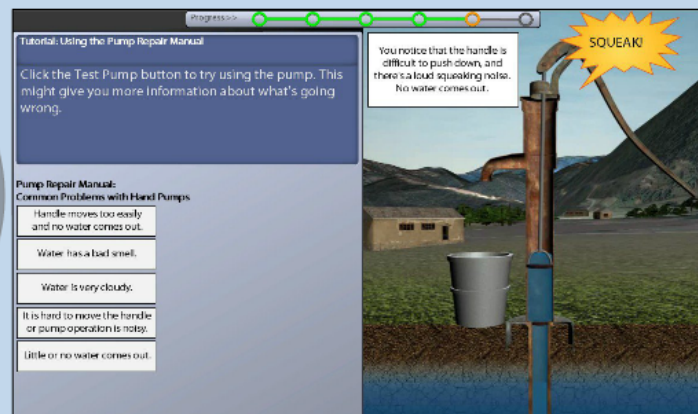 Progress>>
Tutorial: Using the Pump Repair Manual
Click the Test Pump button to try using the pump. This
might give you more information about what's going
wrong.
Pump Repair Manual:
Common Problems with Hand Pumps
Handle moves too easily
and no water comes out.
Water has a bad smell.
Water is very cloudy.
It is hard to move the handle
or pump operation is noisy.
Little or no water comes out.
You notice that the handle is
difficult to push down, and
there's a loud squeaking noise.
No water comes out.
SQUEAK!